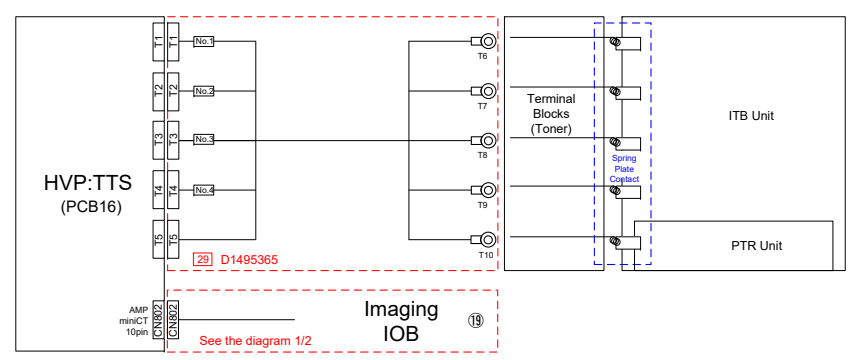 HVP:TTS
(PCB16)
T1
T1
No.1
T2
T2
No.2
T3
T3
No.3
T4
T4
No.4
T5
T5
T6
T7
T8
T9
T10
29 D1495365
Terminal
Blocks
(Toner)
Spring
Plate
Contact
ITB Unit
PTR Unit
AMP
miniCT
10pin
CN802
CN802
See the diagram 1/2
Imaging
IOB
⑲